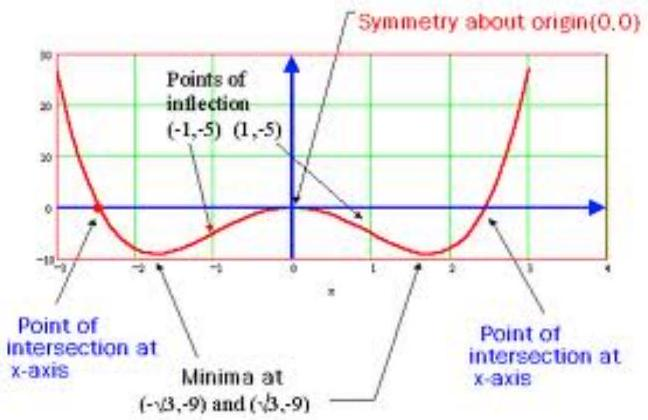 Symmetry about origin(0,0)
Points of
inflection
(-1,-5) (1,-5)
30
20
10
0
-10
-3 -2 -1 0 1 2 3 4
x
Point of
intersection at
x-axis
Minima at
(-√3,-9) and (√3,-9)
Point of
intersection at
x-axis